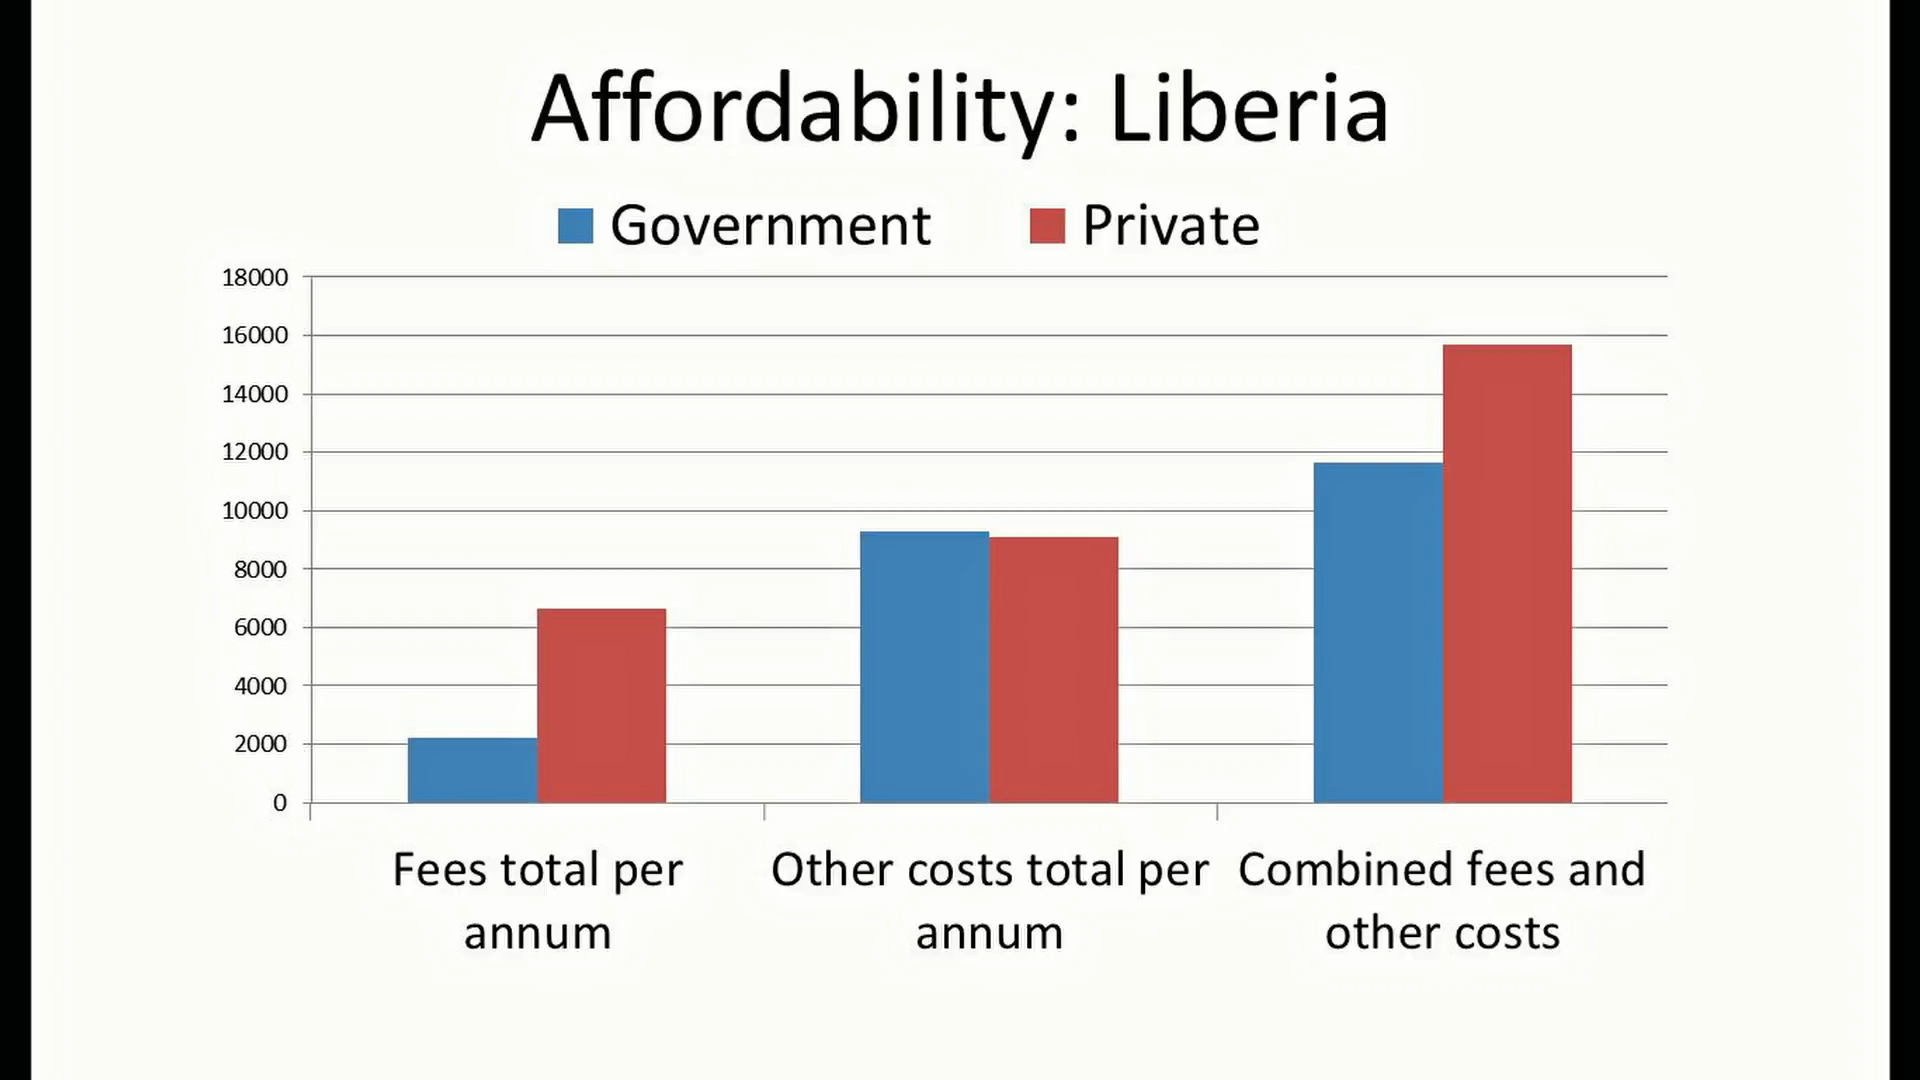 Affordability: Liberia
Government Private
18000
16000
14000
12000
10000
8000
6000
4000
2000
0
Fees total per
annum
Other costs total per
annum
Combined fees and
other costs